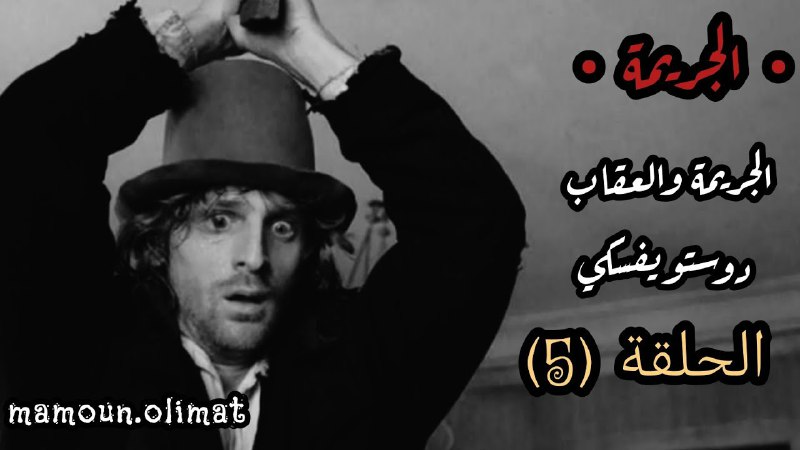 • الجريمة •
الجريمة والعقاب
دوستويفسكي
الحلقة (5)
mamoun.olimat